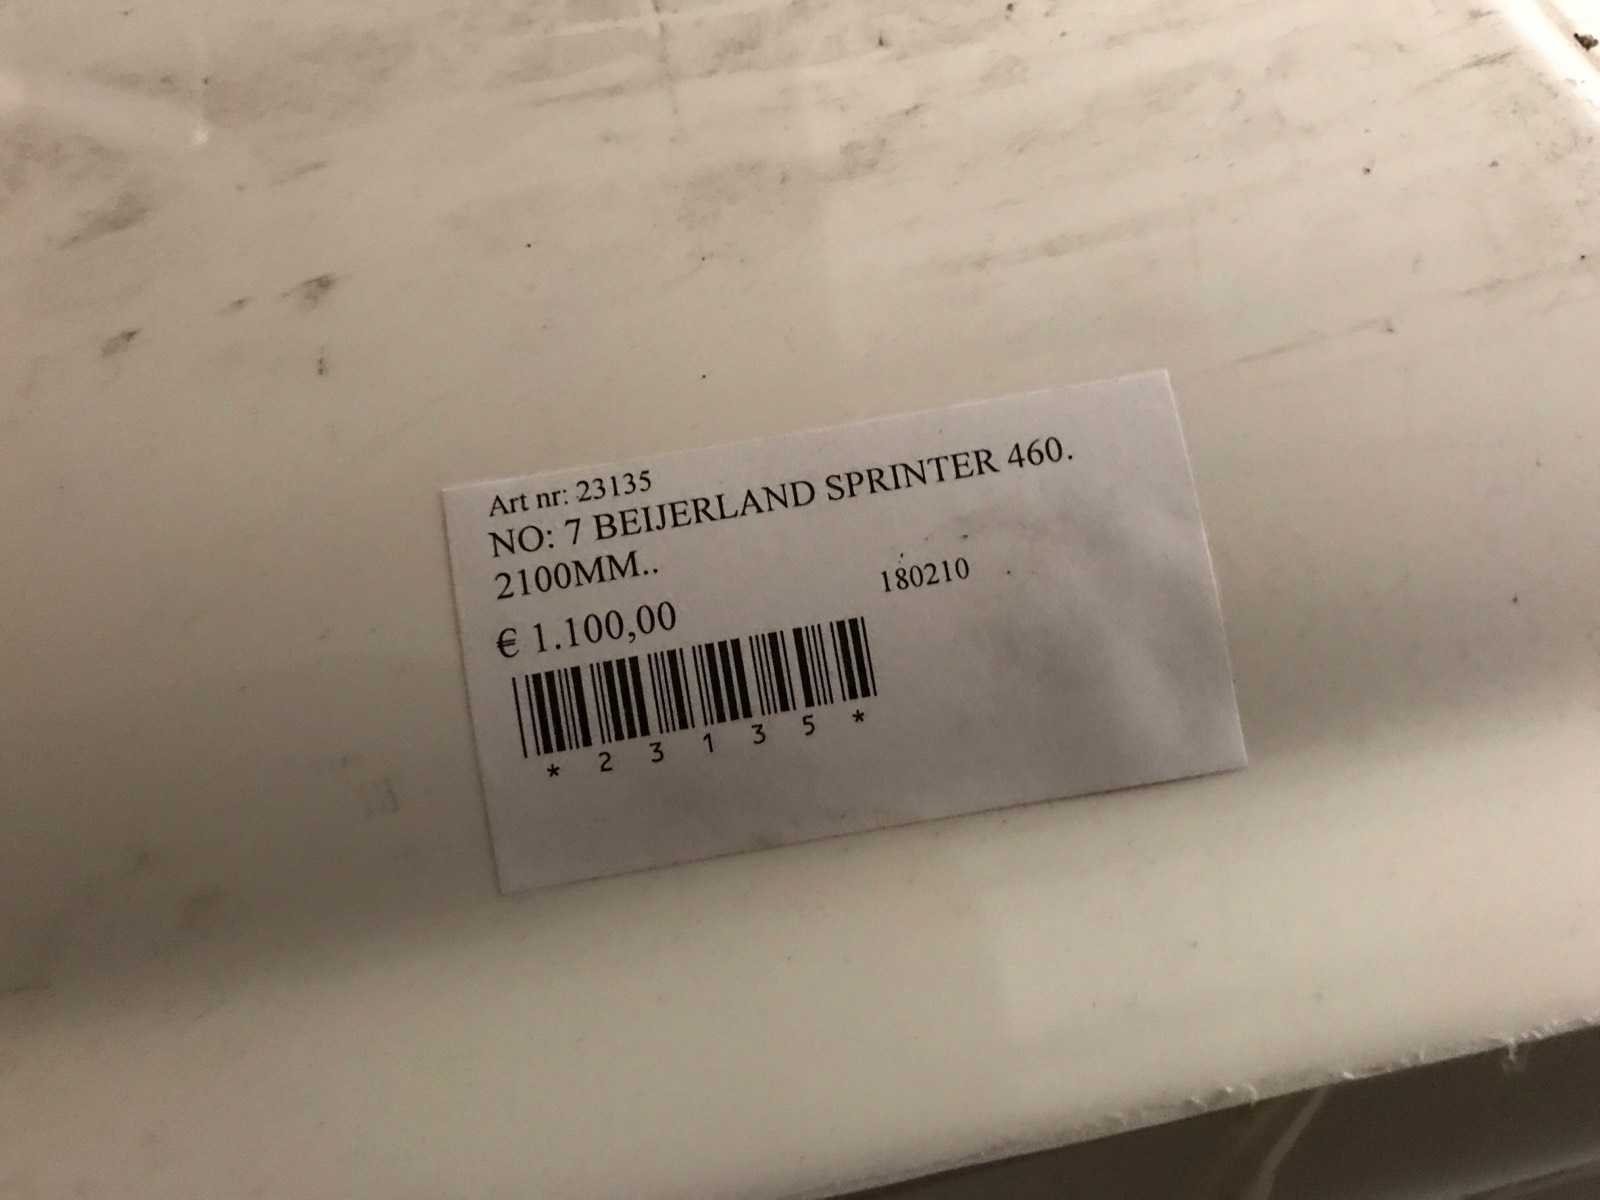 Art nr: 23135
NO: 7 BEIJERLAND SPRINTER 460.
2100MM..
180210
€ 1.100,00
* 2 3 1 3 5 *